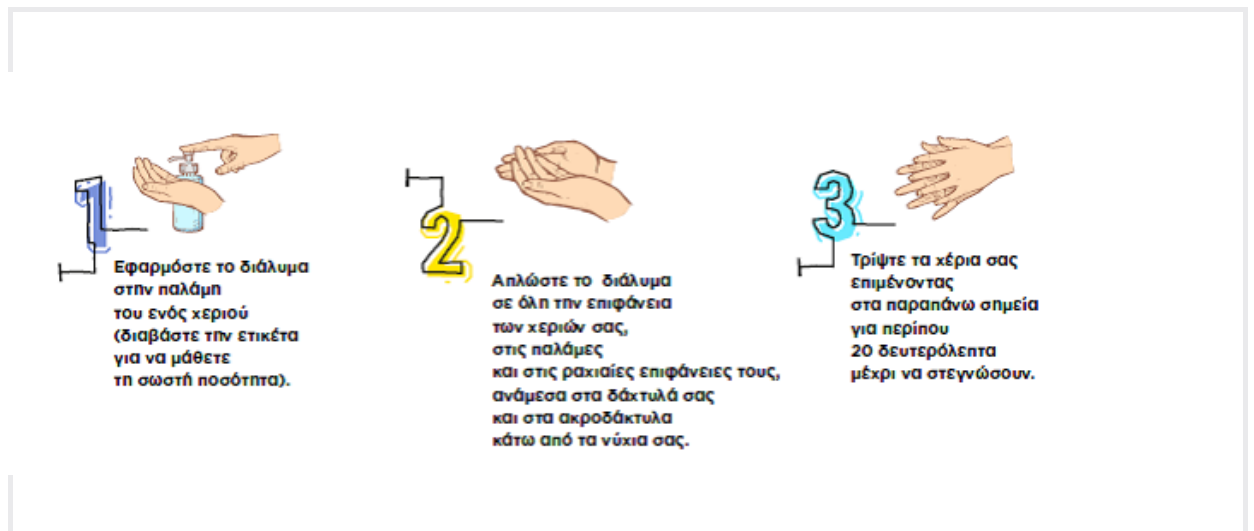 1
Εφαρμόστε το διάλυμα
στην παλάμη
του ενός χεριού
(διαβάστε την ετικέτα
για να μάθετε
τη σωστή ποσότητα).
2
Απλώστε το διάλυμα
σε όλη την επιφάνεια
των χεριών σας,
στις παλάμες
και στις ραχιαίες επιφάνειες τους,
ανάμεσα στα δάχτυλά σας
και στα ακροδάκτυλα
κάτω από τα νύχια σας.
3
Τρίψτε τα χέρια σας
επιμένοντας
στα παραπάνω σημεία
για περίπου
20 δευτερόλεπτα
μέχρι να στεγνώσουν.